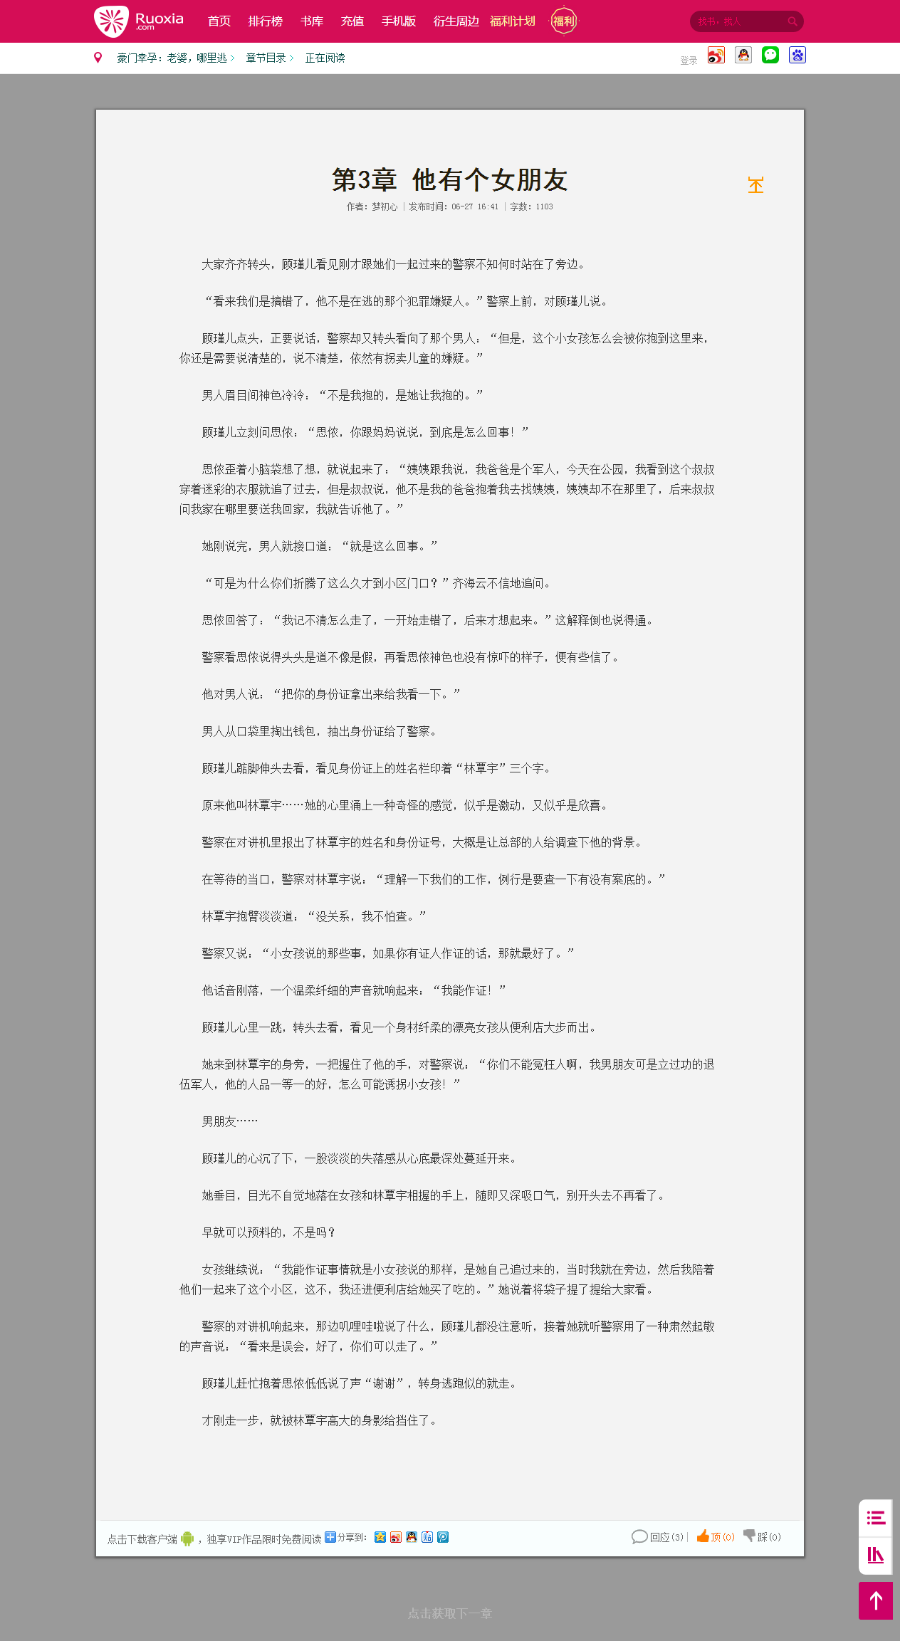 Ruoxia
.com
首页 排行榜 书库 充值 手机版 衍生周边 福利计划 福利
找书，找人
豪门幸孕：老婆，哪里逃 > 章节目录 > 正在阅读
登录
第3章 他有个女朋友
作者：梦初心 | 发布时间：06-27 16:41 | 字数：1103
大家齐齐转头，顾瑾儿看见刚才跟她们一起过来的警察不知何时站在了旁边。
“看来我们是搞错了，他不是在逃的那个犯罪嫌疑人。”警察上前，对顾瑾儿说。
顾瑾儿点头，正要说话，警察却又转头看向了那个男人：“但是，这个小女孩怎么会被你抱到这里来，
你还是需要说清楚的，说不清楚，依然有拐卖儿童的嫌疑。”
男人眉目间神色冷冷：“不是我抱的，是她让我抱的。”
顾瑾儿立刻问思侬：“思侬，你跟妈妈说说，到底是怎么回事！”
思侬歪着小脑袋想了想，就说起来了：“姨姨跟我说，我爸爸是个军人，今天在公园，我看到这个叔叔
穿着迷彩的衣服就追了过去，但是叔叔说，他不是我的爸爸抱着我去找姨姨，姨姨却不在那里了，后来叔叔
问我家在哪里要送我回家，我就告诉他了。”
她刚说完，男人就接口道：“就是这么回事。”
“可是为什么你们折腾了这么久才到小区门口？”齐海云不信地追问。
思侬回答了：“我记不清怎么走了，一开始走错了，后来才想起来。”这解释倒也说得通。
警察看思侬说得头头是道不像是假，再看思侬神色也没有惊吓的样子，便有些信了。
他对男人说：“把你的身份证拿出来给我看一下。”
男人从口袋里掏出钱包，抽出身份证给了警察。
顾瑾儿踮脚伸头去看，看见身份证上的姓名栏印着“林覃宇”三个字。
原来他叫林覃宇……她的心里涌上一种奇怪的感觉，似乎是激动，又似乎是欣喜。
警察在对讲机里报出了林覃宇的姓名和身份证号，大概是让总部的人给调查下他的背景。
在等待的当口，警察对林覃宇说：“理解一下我们的工作，例行是要查一下有没有案底的。”
林覃宇抱臂淡淡道：“没关系，我不怕查。”
警察又说：“小女孩说的那些事，如果你有证人作证的话，那就最好了。”
他话音刚落，一个温柔纤细的声音就响起来：“我能作证！”
顾瑾儿心里一跳，转头去看，看见一个身材纤柔的漂亮女孩从便利店大步而出。
她来到林覃宇的身旁，一把握住了他的手，对警察说：“你们不能冤枉人啊，我男朋友可是立过功的退
伍军人，他的人品一等一的好，怎么可能诱拐小女孩！”
男朋友……
顾瑾儿的心沉了下，一股淡淡的失落感从心底最深处蔓延开来。
她垂目，目光不自觉地落在女孩和林覃宇相握的手上，随即又深吸口气，别开头去不再看了。
早就可以预料的，不是吗？
女孩继续说：“我能作证事情就是小女孩说的那样，是她自己追过来的，当时我就在旁边，然后我陪着
他们一起来了这个小区，这不，我还进便利店给她买了吃的。”她说着将袋子提了提给大家看。
警察的对讲机响起来，那边叽哩哇啦说了什么，顾瑾儿都没注意听，接着她就听警察用了一种肃然起敬
的声音说：“看来是误会，好了，你们可以走了。”
顾瑾儿赶忙抱着思侬低低说了声“谢谢”，转身逃跑似的就走。
才刚走一步，就被林覃宇高大的身影给挡住了。
点击下载客户端 ，独享VIP作品限时免费阅读 分享到： 回应(3) | 顶(0) 踩(0)
点击获取下一章